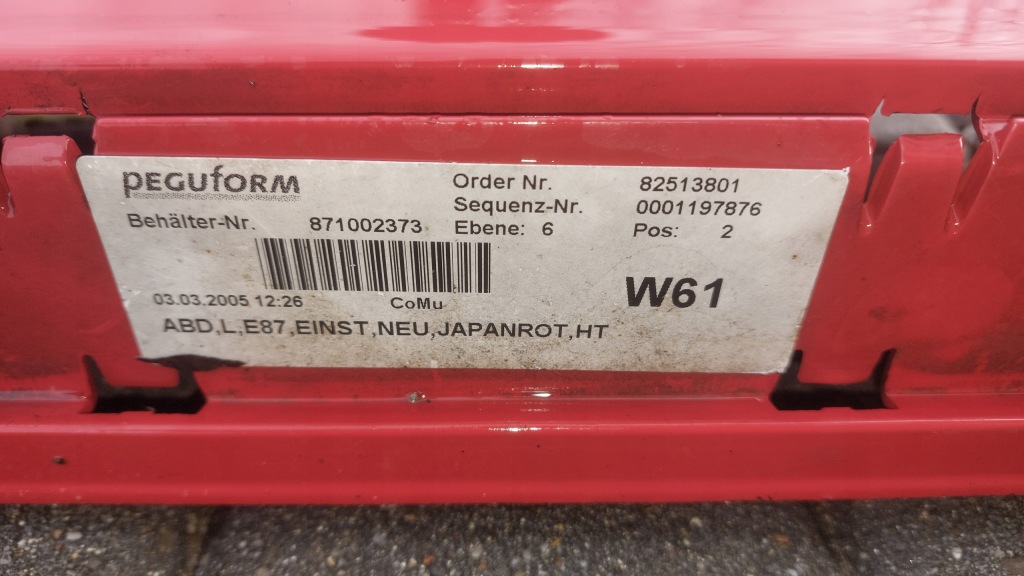 PEGUFORM Order Nr. 82513801
Sequenz-Nr. 0001197876
Behälter-Nr. 871002373 Ebene: 6 Pos: 2
W61
03.03.2005 12:26 CoMu
ABD,L,E87,EINST,NEU,JAPANROT,HT